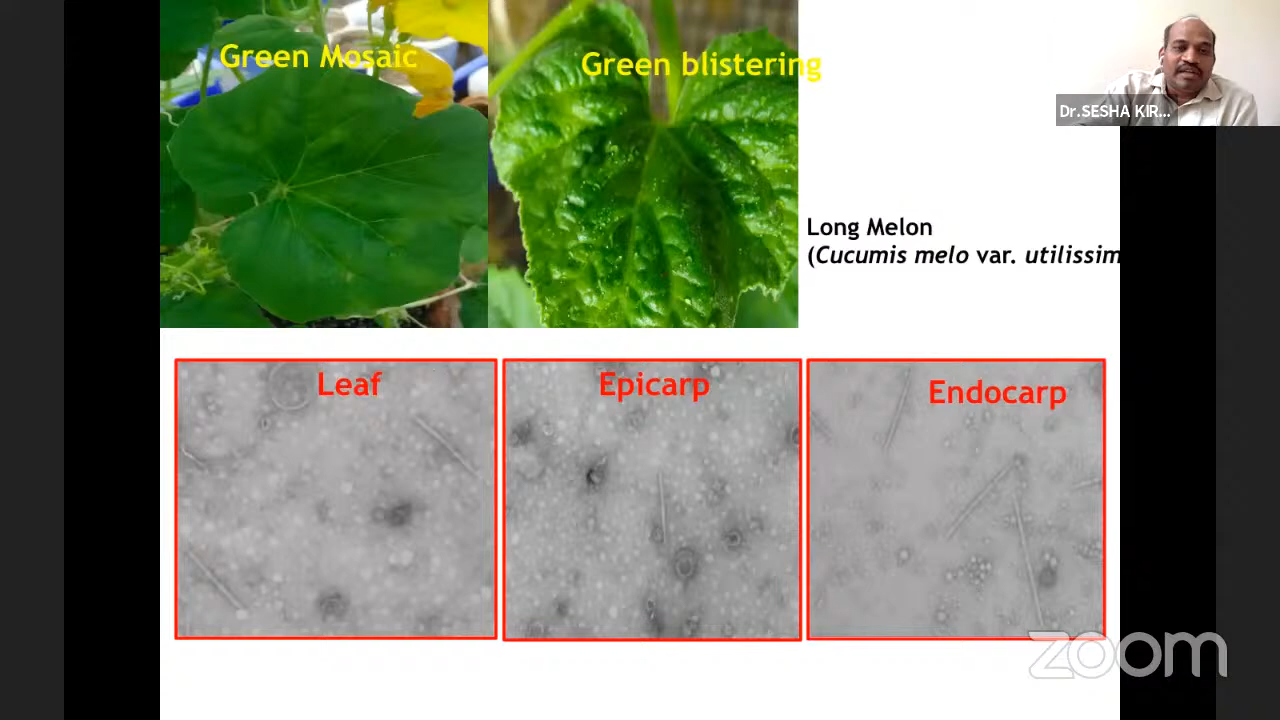 Green Mosaic
Green blistering
Dr.SESHA KIR...
Long Melon
(Cucumis melo var. utilissim
Leaf
Epicarp
Endocarp
zoom